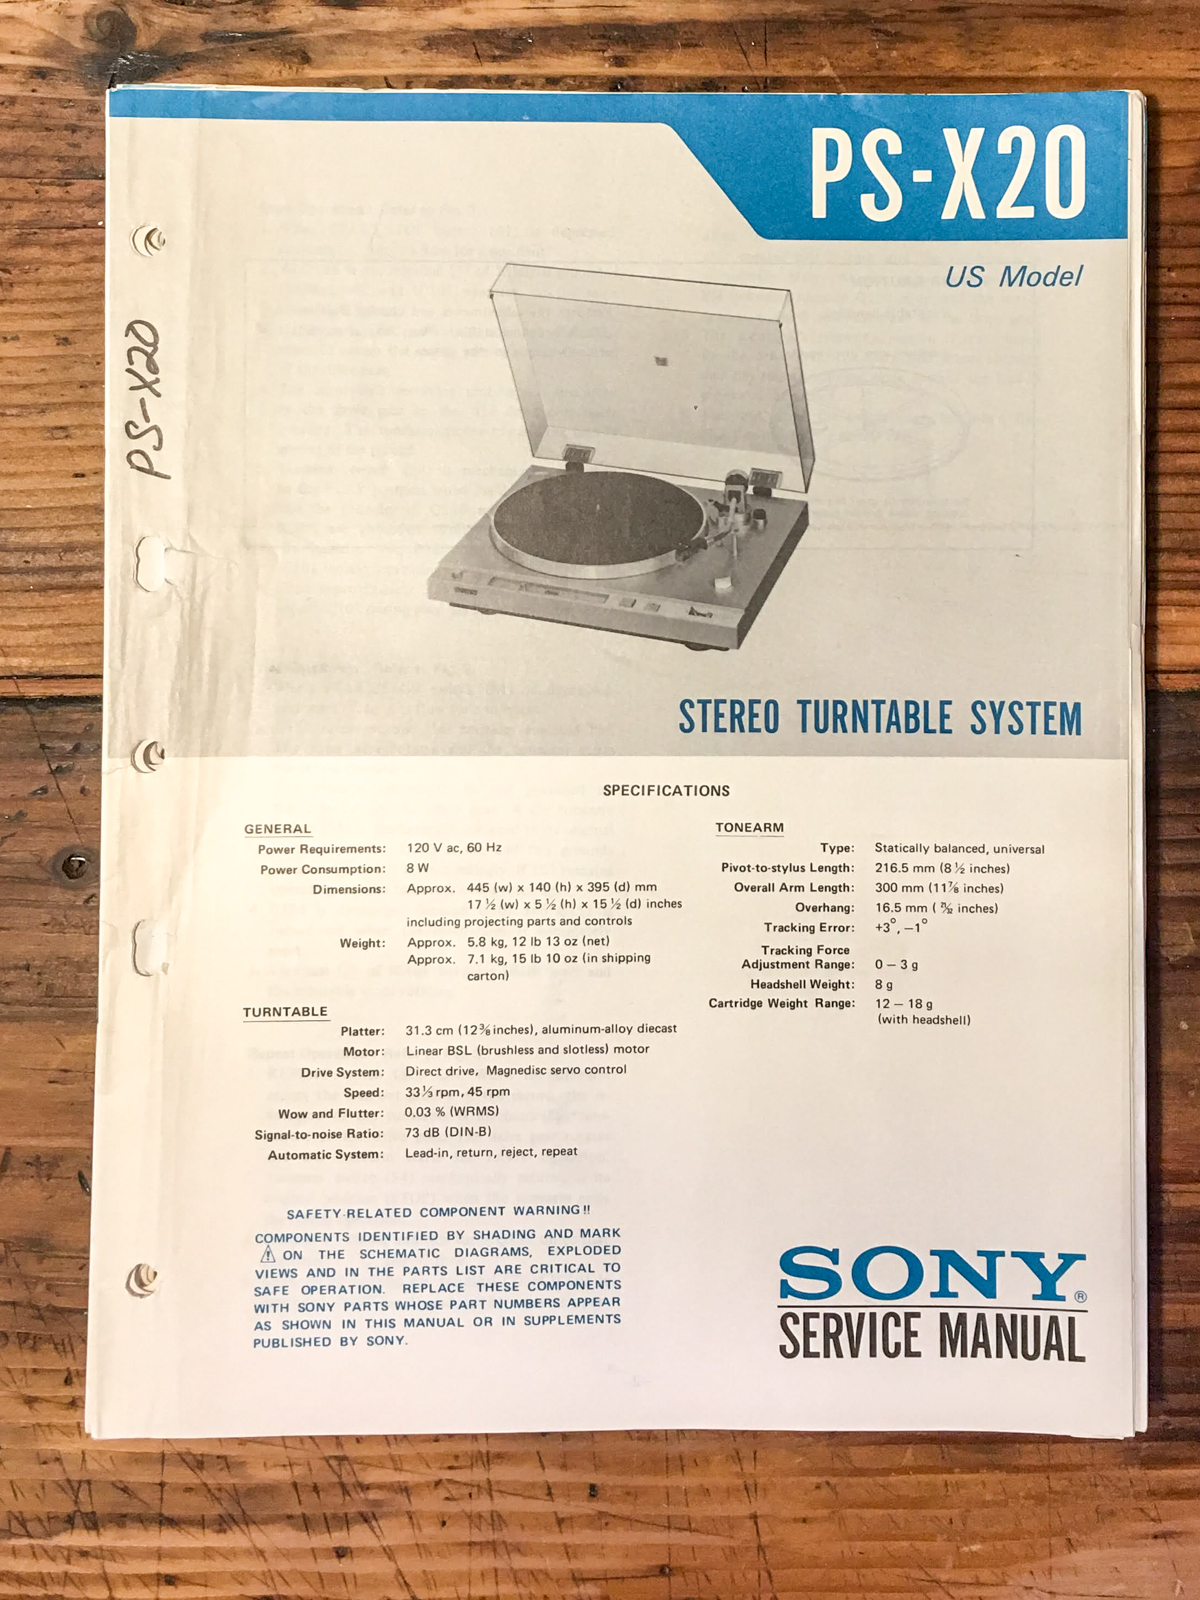 PS-X20
US Model
PS-X20
STEREO TURNTABLE SYSTEM
SPECIFICATIONS
GENERAL
Power Requirements: 120 V ac, 60 Hz
Power Consumption: 8 W
Dimensions: Approx. 445 (w) x 140 (h) x 395 (d) mm
17 ½ (w) x 5 ½ (h) x 15 ½ (d) inches
including projecting parts and controls
Weight: Approx. 5.8 kg, 12 lb 13 oz (net)
Approx. 7.1 kg, 15 lb 10 oz (in shipping
carton)
TURNTABLE
Platter: 31.3 cm (12⅜ inches), aluminum-alloy diecast
Motor: Linear BSL (brushless and slotless) motor
Drive System: Direct drive, Magnedisc servo control
Speed: 33⅓ rpm, 45 rpm
Wow and Flutter: 0.03 % (WRMS)
Signal-to-noise Ratio: 73 dB (DIN-B)
Automatic System: Lead-in, return, reject, repeat
TONEARM
Type: Statically balanced, universal
Pivot-to-stylus Length: 216.5 mm (8 ½ inches)
Overall Arm Length: 300 mm (11⅞ inches)
Overhang: 16.5 mm ( inches)
Tracking Error: +3°, −1°
Tracking Force
Adjustment Range: 0 – 3 g
Headshell Weight: 8 g
Cartridge Weight Range: 12 – 18 g
(with headshell)
SAFETY-RELATED COMPONENT WARNING!!
COMPONENTS IDENTIFIED BY SHADING AND MARK
⚠ ON THE SCHEMATIC DIAGRAMS, EXPLODED
VIEWS AND IN THE PARTS LIST ARE CRITICAL TO
SAFE OPERATION. REPLACE THESE COMPONENTS
WITH SONY PARTS WHOSE PART NUMBERS APPEAR
AS SHOWN IN THIS MANUAL OR IN SUPPLEMENTS
PUBLISHED BY SONY.
SONY®
SERVICE MANUAL